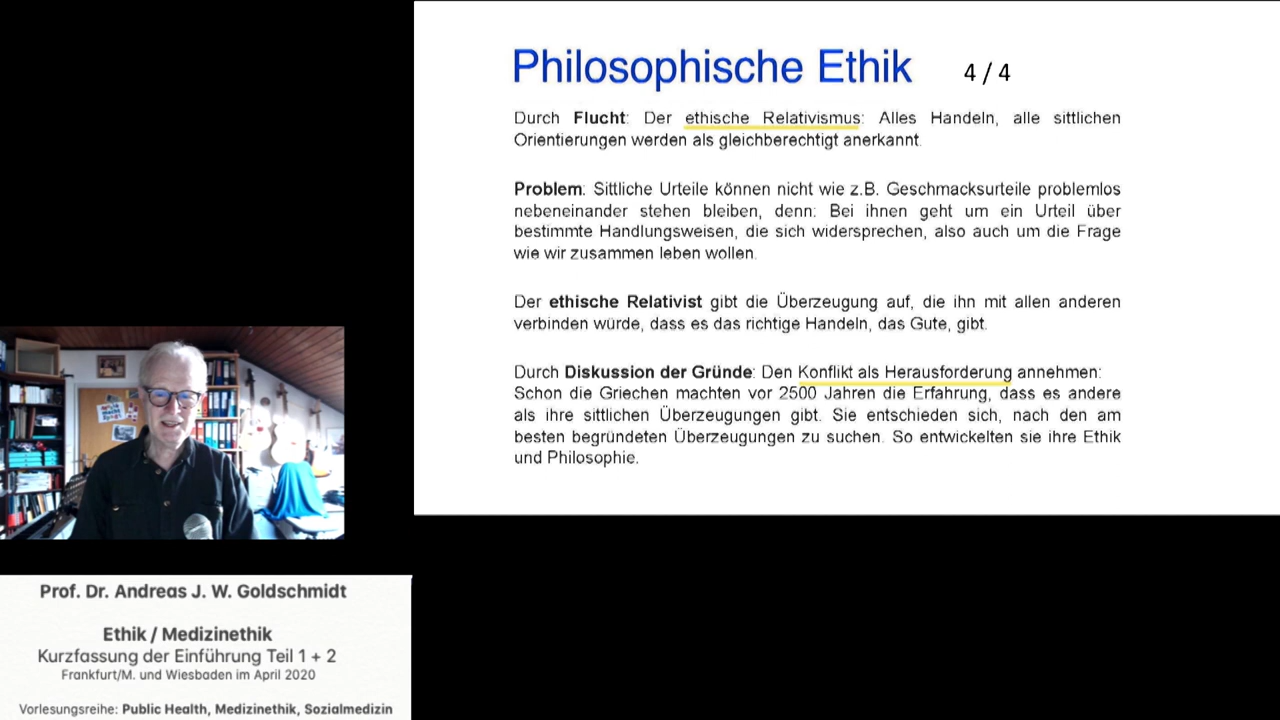 Philosophische Ethik 4 / 4
Durch Flucht: Der ethische Relativismus: Alles Handeln, alle sittlichen
Orientierungen werden als gleichberechtigt anerkannt.
Problem: Sittliche Urteile können nicht wie z.B. Geschmacksurteile problemlos
nebeneinander stehen bleiben, denn: Bei ihnen geht um ein Urteil über
bestimmte Handlungsweisen, die sich widersprechen, also auch um die Frage
wie wir zusammen leben wollen.
Der ethische Relativist gibt die Überzeugung auf, die ihn mit allen anderen
verbinden würde, dass es das richtige Handeln, das Gute, gibt.
Durch Diskussion der Gründe: Den Konflikt als Herausforderung annehmen:
Schon die Griechen machten vor 2500 Jahren die Erfahrung, dass es andere
als ihre sittlichen Überzeugungen gibt. Sie entschieden sich, nach den am
besten begründeten Überzeugungen zu suchen. So entwickelten sie ihre Ethik
und Philosophie.
Prof. Dr. Andreas J. W. Goldschmidt
Ethik / Medizinethik
Kurzfassung der Einführung Teil 1 + 2
Frankfurt/M. und Wiesbaden im April 2020
Vorlesungsreihe: Public Health, Medizinethik, Sozialmedizin